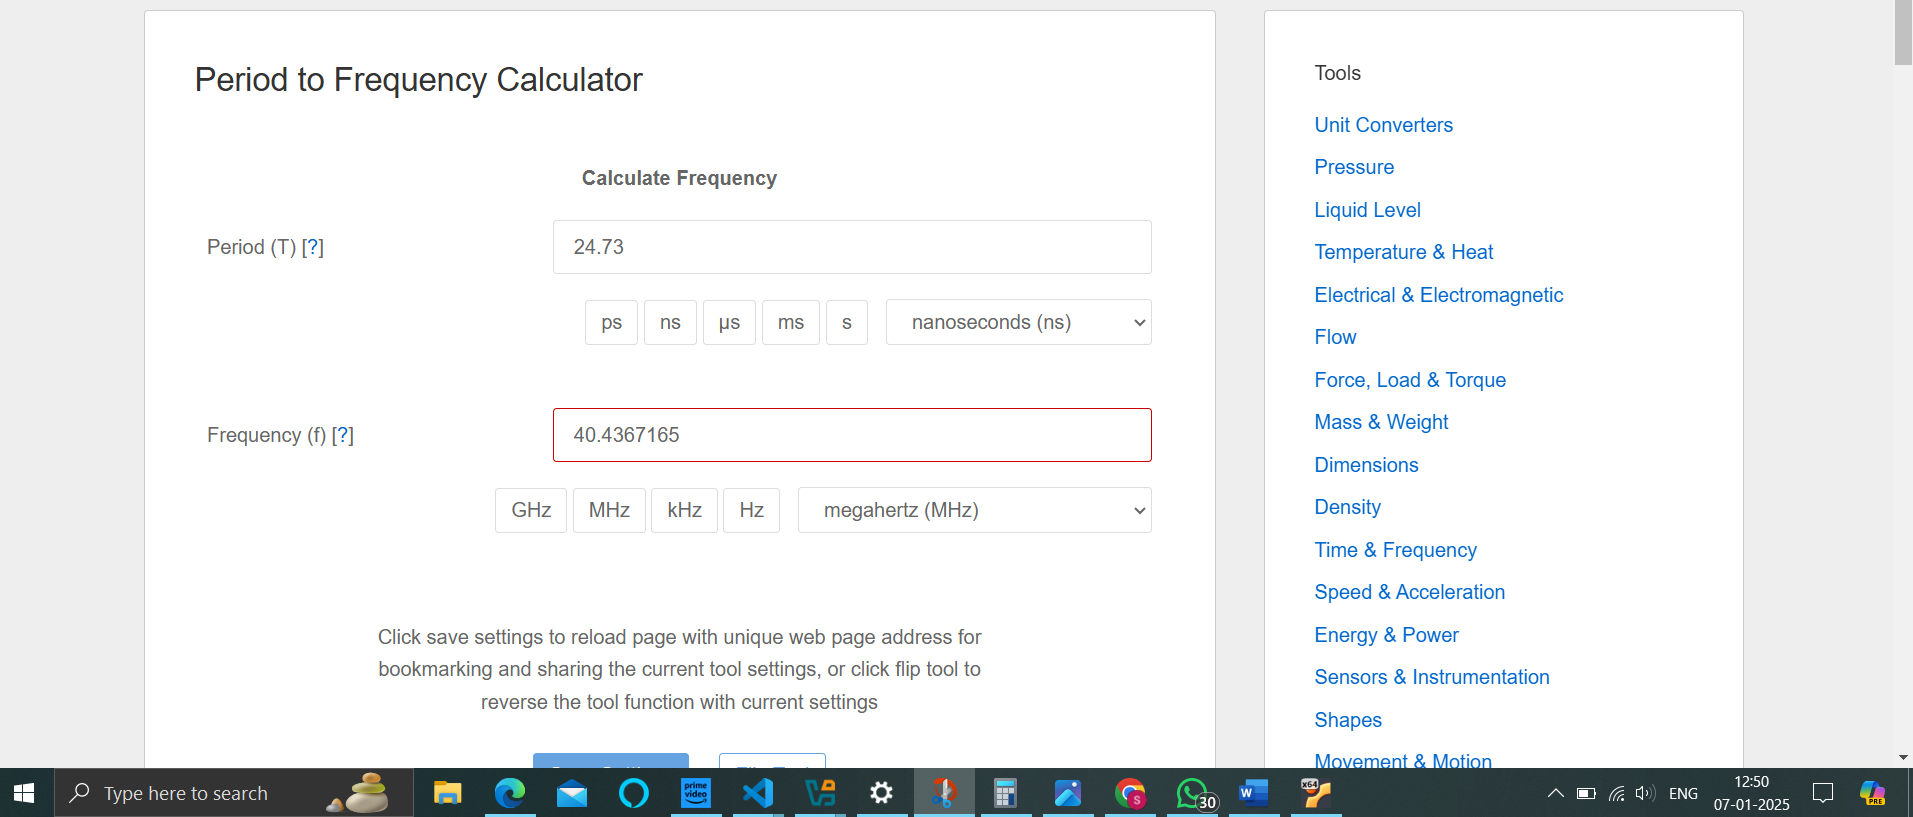 Period to Frequency Calculator
Calculate Frequency
Period (T) [?]
24.73
ps ns µs ms s nanoseconds (ns)
Frequency (f) [?]
40.4367165
GHz MHz kHz Hz megahertz (MHz)
Click save settings to reload page with unique web page address for
bookmarking and sharing the current tool settings, or click flip tool to
reverse the tool function with current settings
Tools
Unit Converters
Pressure
Liquid Level
Temperature & Heat
Electrical & Electromagnetic
Flow
Force, Load & Torque
Mass & Weight
Dimensions
Density
Time & Frequency
Speed & Acceleration
Energy & Power
Sensors & Instrumentation
Shapes
Movement & Motion
Type here to search
prime
video
S
30
W
x64
ENG
12:50
07-01-2025
PRE